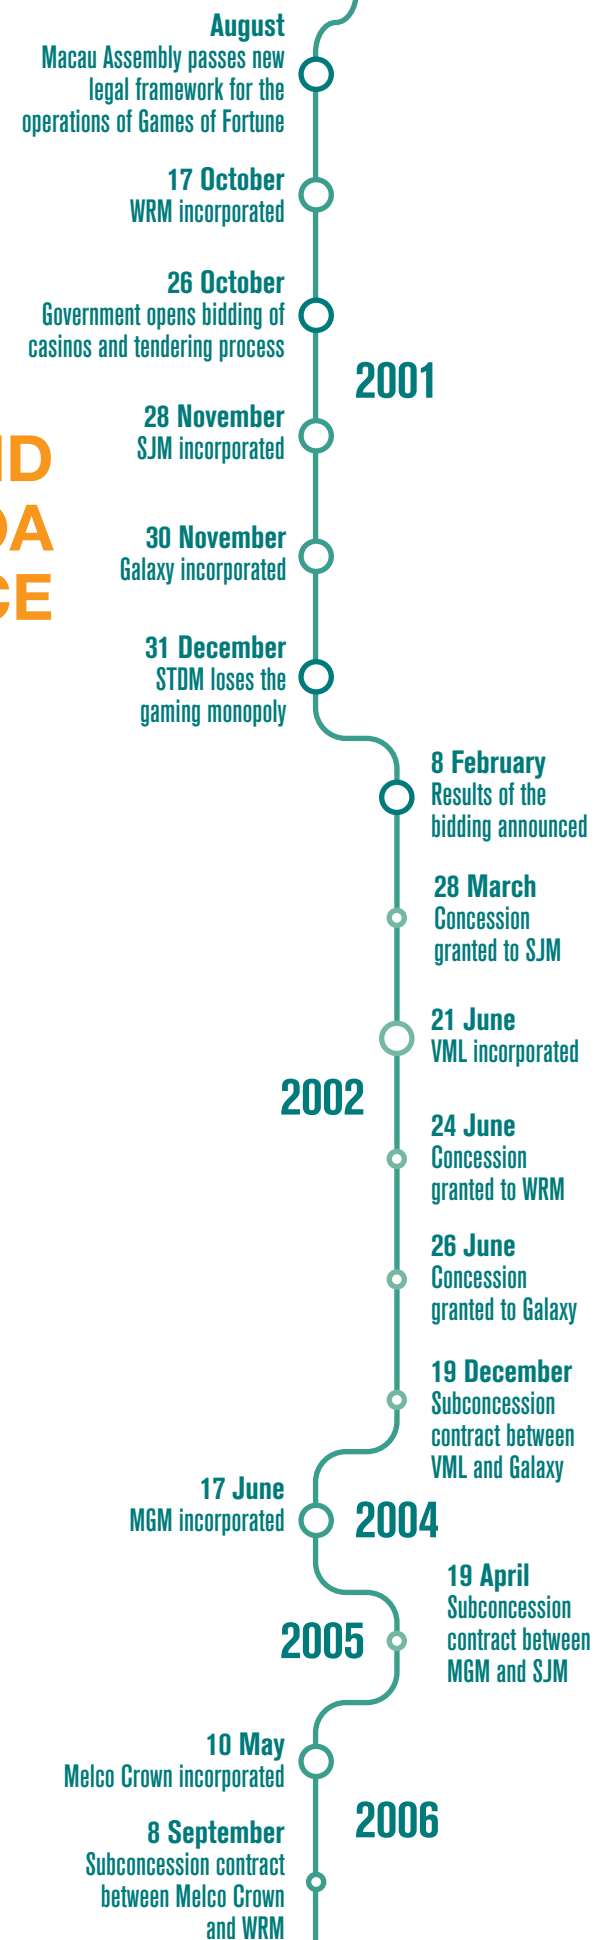 August
Macau Assembly passes new
legal framework for the
operations of Games of Fortune
17 October
WRM incorporated
26 October
Government opens bidding of
casinos and tendering process
2001
28 November
SJM incorporated
30 November
Galaxy incorporated
31 December
STDM loses the
gaming monopoly
8 February
Results of the
bidding announced
28 March
Concession
granted to SJM
21 June
VML incorporated
2002
24 June
Concession
granted to WRM
26 June
Concession
granted to Galaxy
19 December
Subconcession
contract between
VML and Galaxy
17 June
MGM incorporated
2004
19 April
Subconcession
contract between
MGM and SJM
2005
10 May
Melco Crown incorporated
2006
8 September
Subconcession contract
between Melco Crown
and WRM